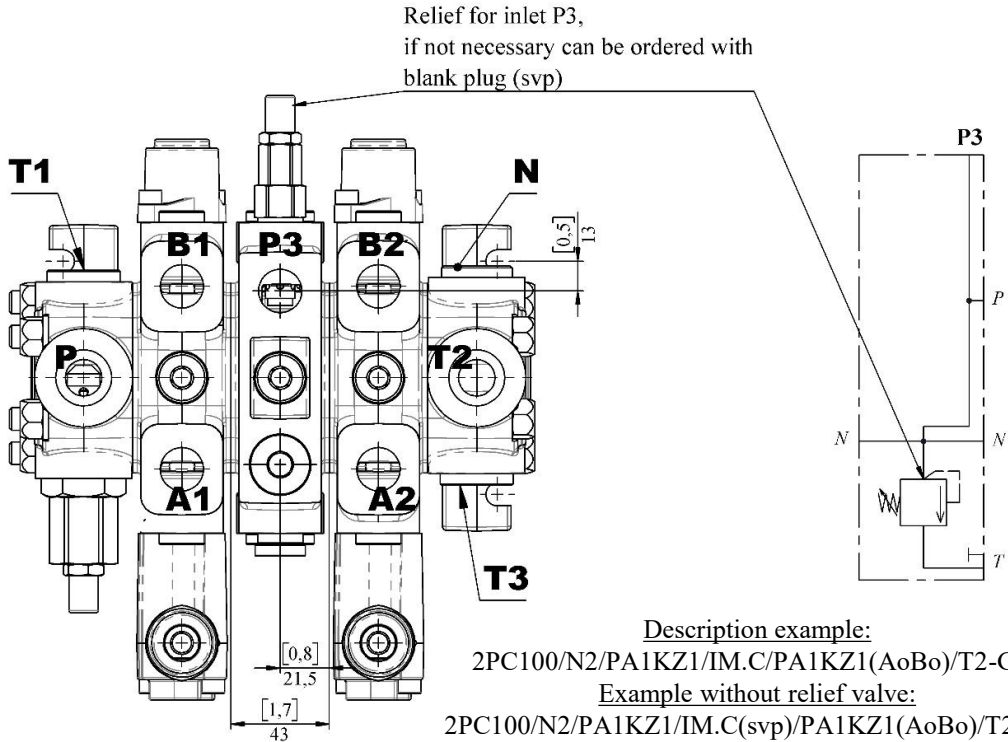 Relief for inlet P3,
if not necessary can be ordered with
blank plug (svp)
P3
T1
N
B1
P3
B2
[0,5]
13
P
P
T2
N
N
A1
A2
T
T3
[0,8]
21,5
[1,7]
43
Description example:
2PC100/N2/PA1KZ1/IM.C/PA1KZ1(AoBo)/T2-C
Example without relief valve:
2PC100/N2/PA1KZ1/IM.C(svp)/PA1KZ1(AoBo)/T2